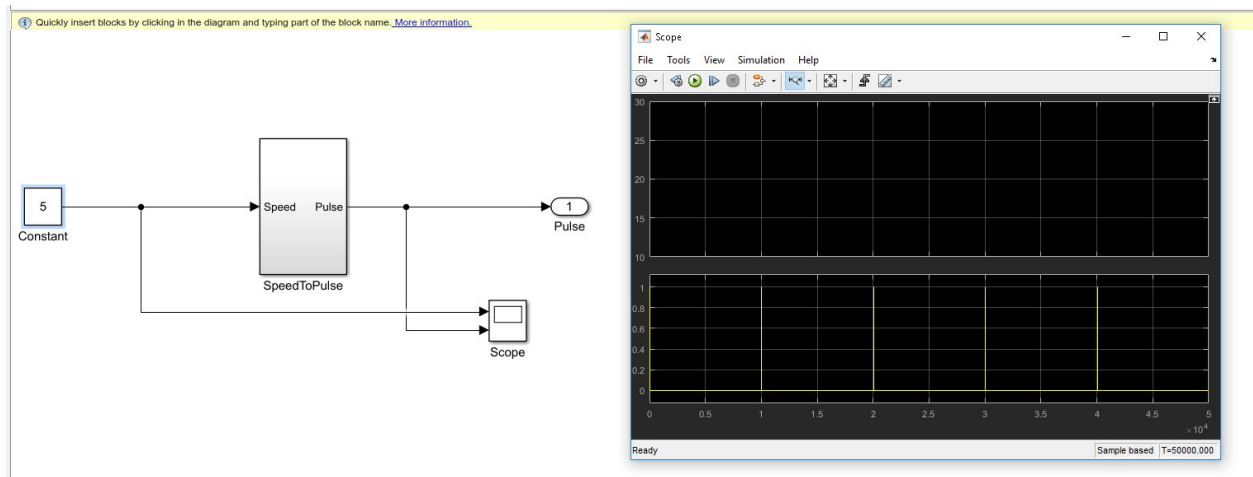 Quickly insert blocks by clicking in the diagram and typing part of the block name. More information.
5
Constant
Speed Pulse
SpeedToPulse
1
Pulse
Scope
Scope
File Tools View Simulation Help
30
25
20
15
10
1
0.8
0.6
0.4
0.2
0
0 0.5 1 1.5 2 2.5 3 3.5 4 4.5 5
×10⁴
Ready Sample based T=50000.000